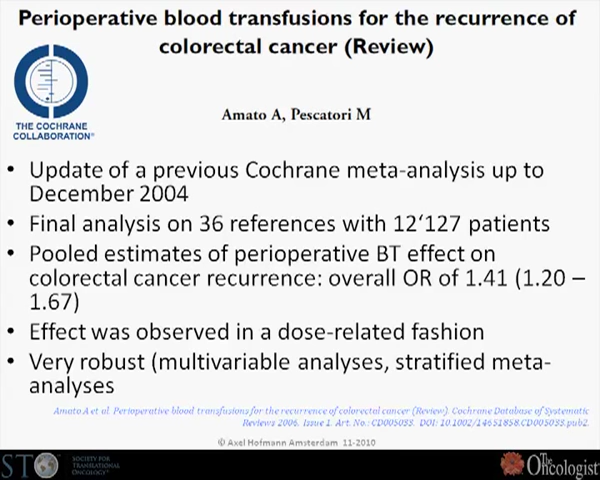 Perioperative blood transfusions for the recurrence of
colorectal cancer (Review)
THE COCHRANE
COLLABORATION®
Amato A, Pescatori M
• Update of a previous Cochrane meta-analysis up to
December 2004
• Final analysis on 36 references with 12‘127 patients
• Pooled estimates of perioperative BT effect on
colorectal cancer recurrence: overall OR of 1.41 (1.20 –
1.67)
• Effect was observed in a dose-related fashion
• Very robust (multivariable analyses, stratified meta-
analyses
Amato A et al. Perioperative blood transfusions for the recurrence of colorectal cancer (Review). Cochrane Database of Systematic
Reviews 2006, Issue 1. Art. No.: CD005033. DOI: 10.1002/14651858.CD005033.pub2.
© Axel Hofmann Amsterdam 11-2010
STO
SOCIETY FOR
TRANSLATIONAL
ONCOLOGY
The
Oncologist